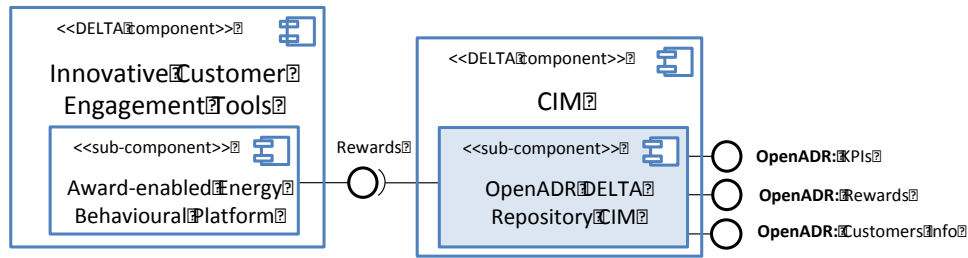 <<DELTA component>>
Innovative Customer
Engagement Tools
<<sub-component>>
Award-enabled Energy
Behavioural Platform
Rewards
<<DELTA component>>
CIM
<<sub-component>>
OpenADR DELTA
Repository CIM
OpenADR: KPIs
OpenADR: Rewards
OpenADR: Customers Info